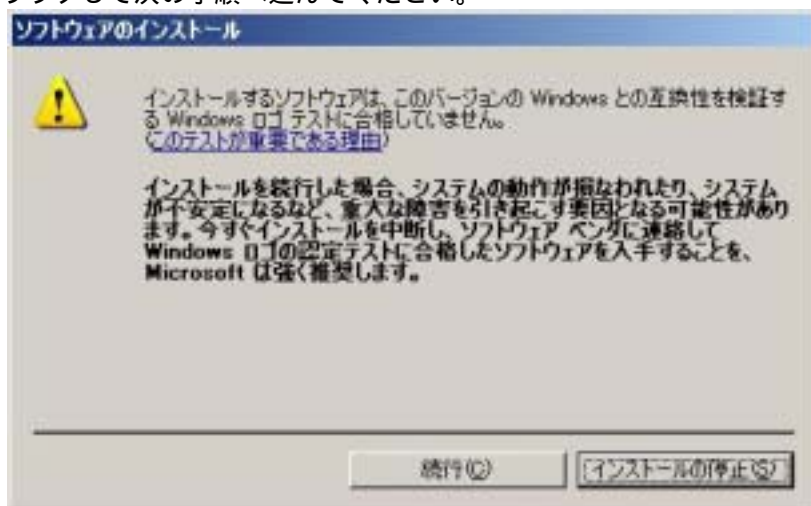 クリックして次の手順へ進んでください。
ソフトウェアのインストール
インストールするソフトウェアは、このバージョンの Windows との互換性を検証す
る Windows ロゴ テストに合格していません。
(このテストが重要である理由)
インストールを続行した場合、システムの動作が損なわれたり、システム
が不安定になるなど、重大な障害を引き起こす要因となる可能性があり
ます。今すぐインストールを中断し、ソフトウェア ベンダに連絡して
Windows ロゴの認定テストに合格したソフトウェアを入手することを、
Microsoft は強く推奨します。
続行(C)
インストールの停止(S)